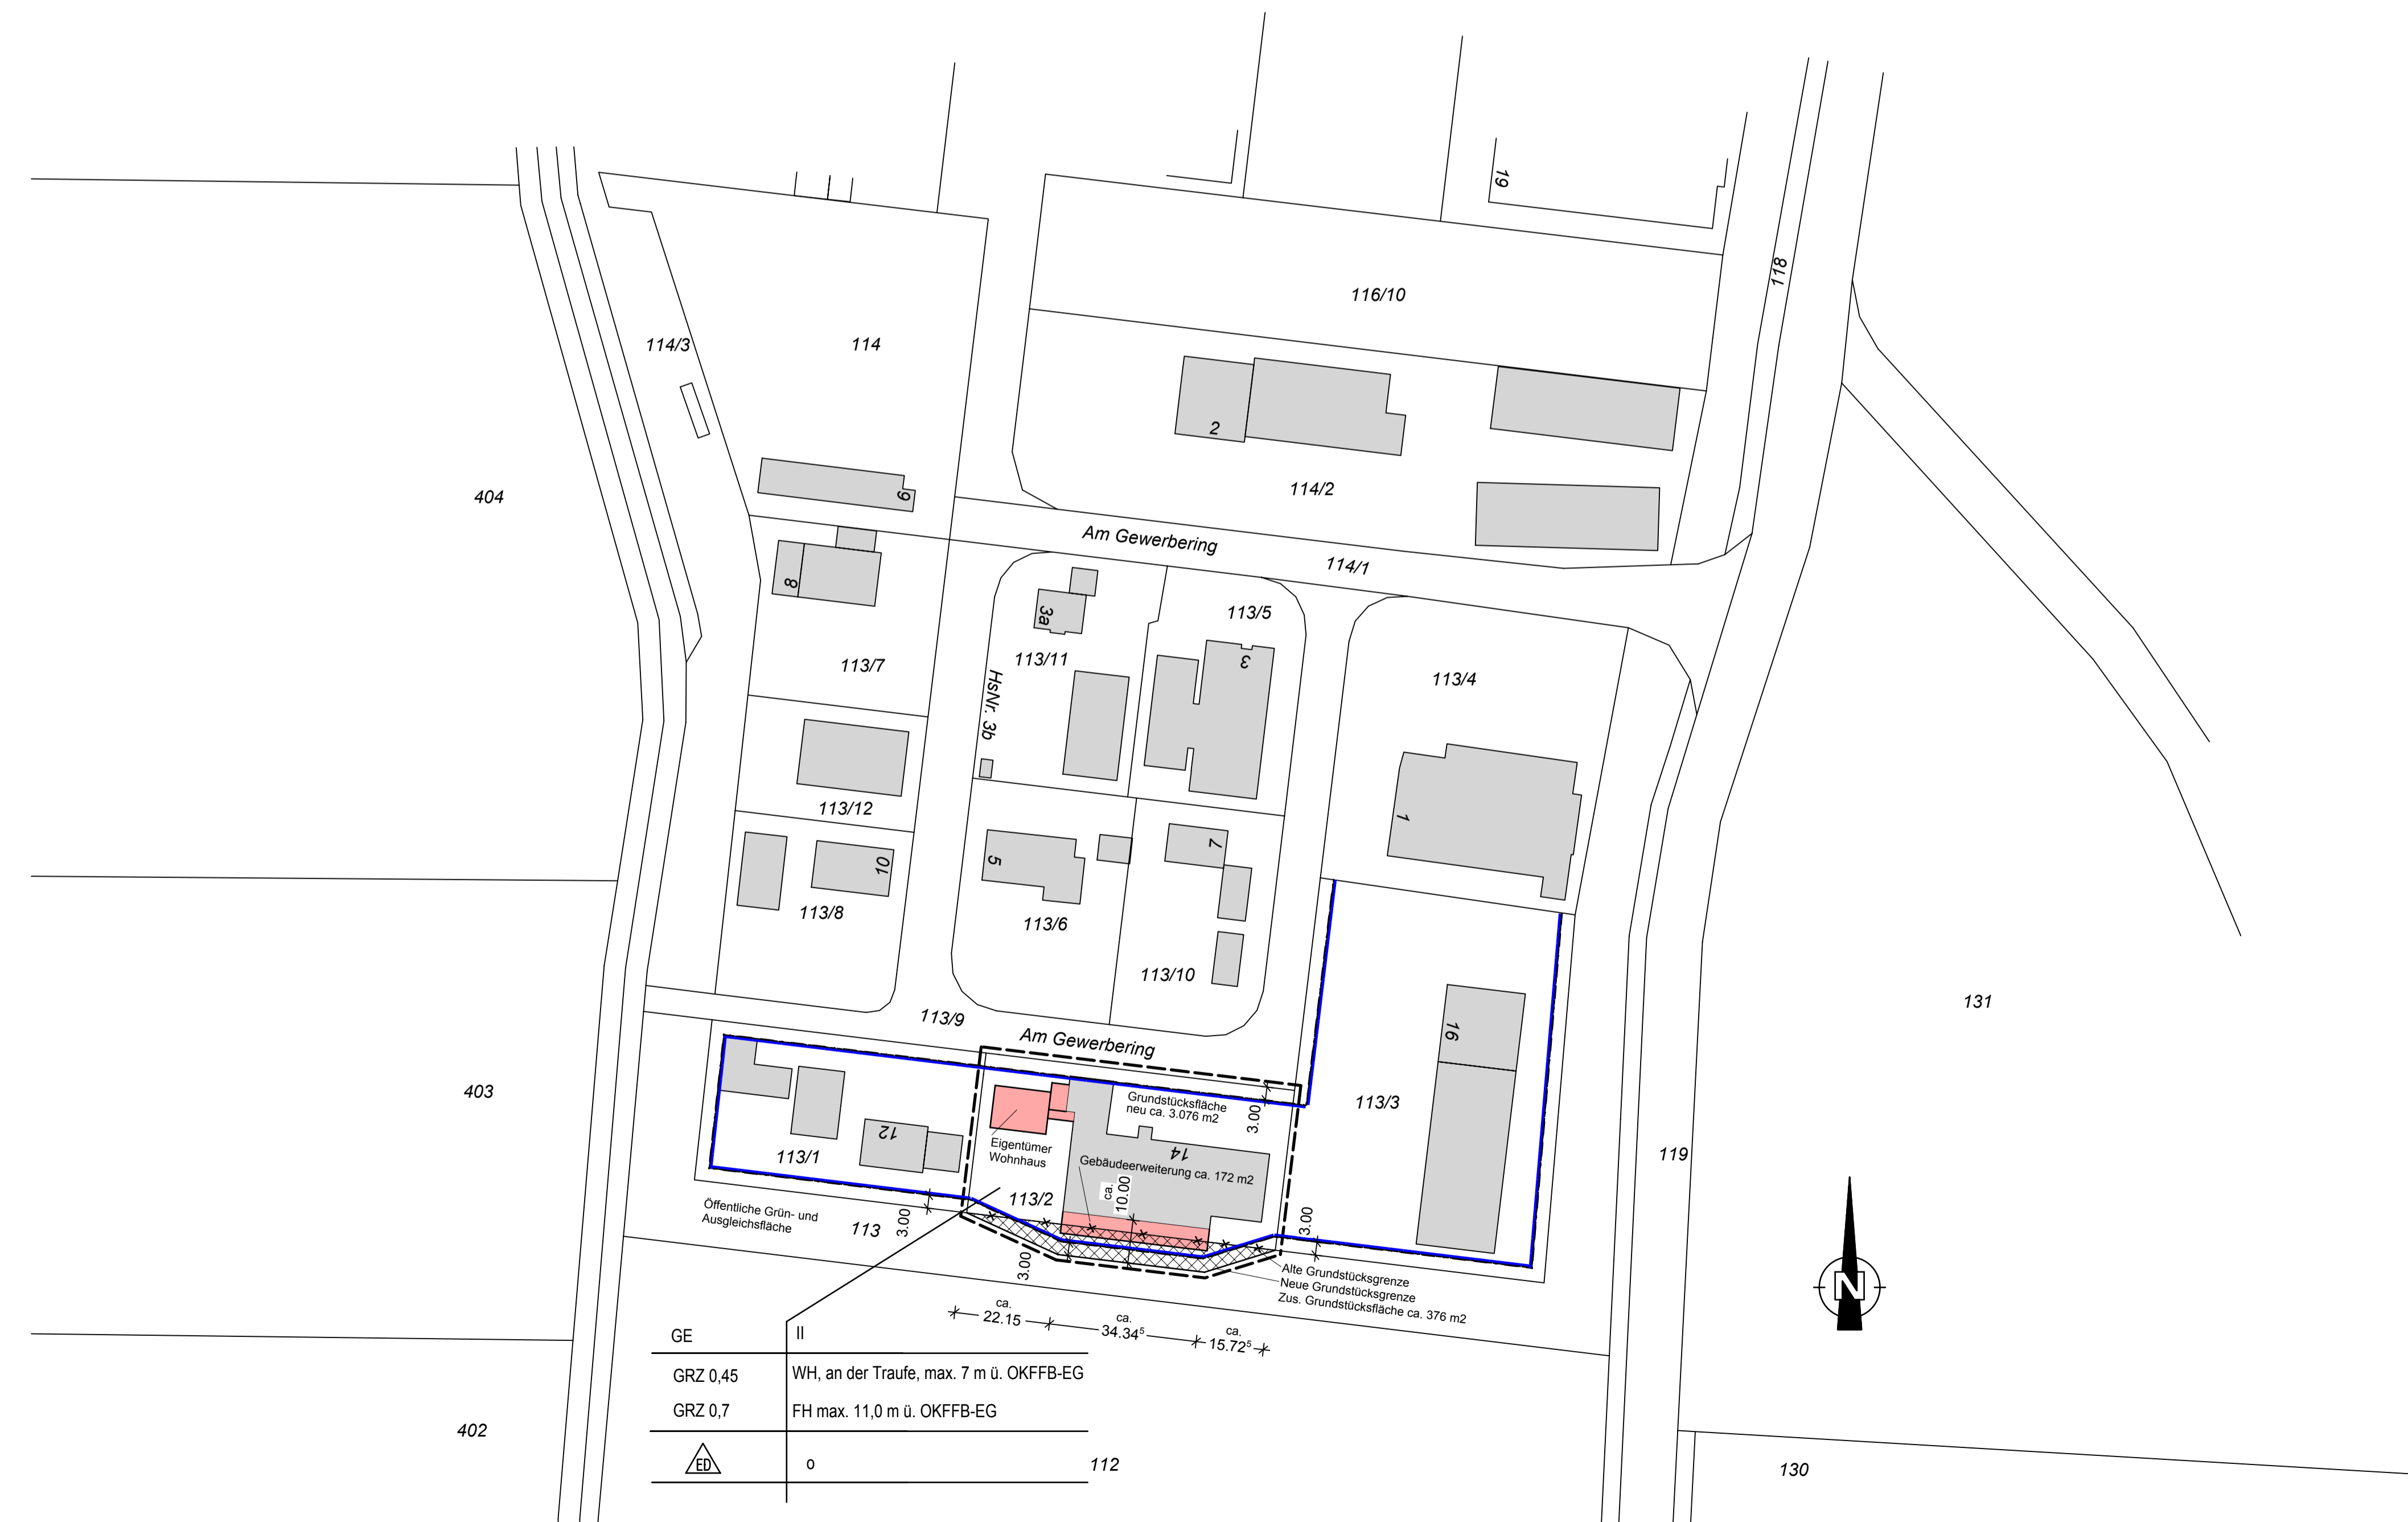 19
118
116/10
114/3
114
2
404
9
114/2
Am Gewerbering
114/1
8
3a
113/5
113/11
3
113/7
113/4
HsNr. 3b
113/12
1
7
5
10
113/8
113/6
113/10
131
113/9
16
Am Gewerbering
403
113/3
Grundstücksfläche
neu ca. 3.076 m2
3.00
12
Eigentümer
Wohnhaus
14
113/1
119
Gebäudeerweiterung ca. 172 m2
ca.
10.00
113/2
Öffentliche Grün- und
Ausgleichsfläche
113
3.00
3.00
3.00
Alte Grundstücksgrenze
Neue Grundstücksgrenze
Zus. Grundstücksfläche ca. 376 m2
N
ca.
22.15
ca.
34.34⁵
ca.
15.72⁵
GE II
GRZ 0,45 WH, an der Traufe, max. 7 m ü. OKFFB-EG
GRZ 0,7 FH max. 11,0 m ü. OKFFB-EG
402
ED o
112
130